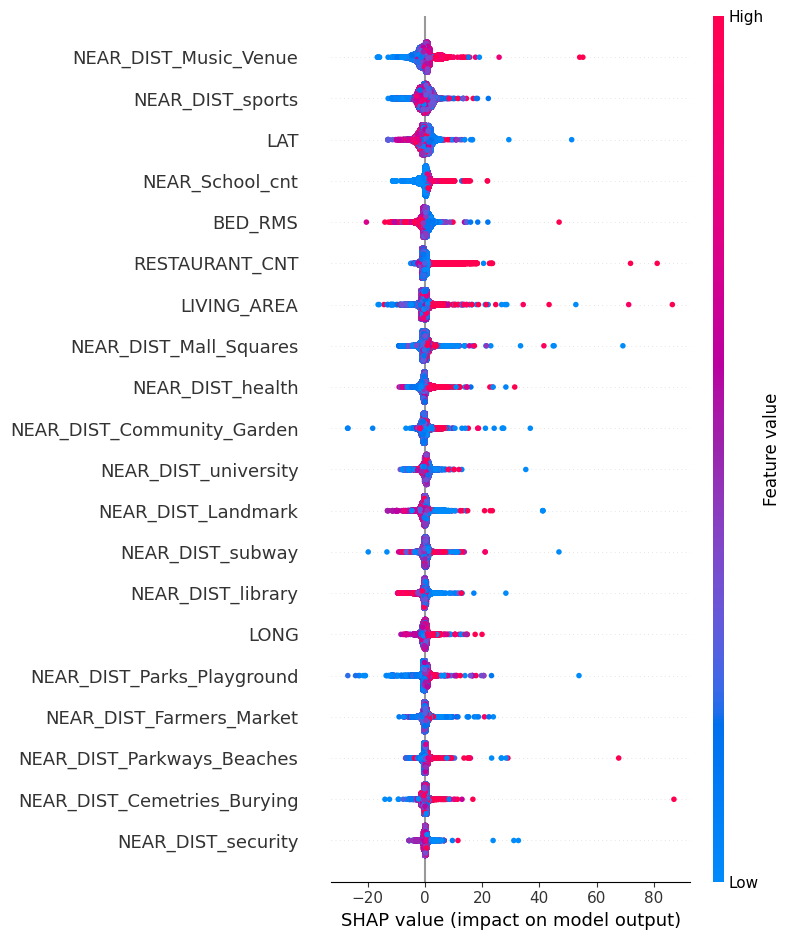 High
NEAR_DIST_Music_Venue
NEAR_DIST_sports
LAT
NEAR_School_cnt
BED_RMS
RESTAURANT_CNT
LIVING_AREA
NEAR_DIST_Mall_Squares
NEAR_DIST_health
NEAR_DIST_Community_Garden
NEAR_DIST_university
NEAR_DIST_Landmark
NEAR_DIST_subway
NEAR_DIST_library
LONG
NEAR_DIST_Parks_Playground
NEAR_DIST_Farmers_Market
NEAR_DIST_Parkways_Beaches
NEAR_DIST_Cemetries_Burying
NEAR_DIST_security
Feature value
Low
−20 0 20 40 60 80
SHAP value (impact on model output)